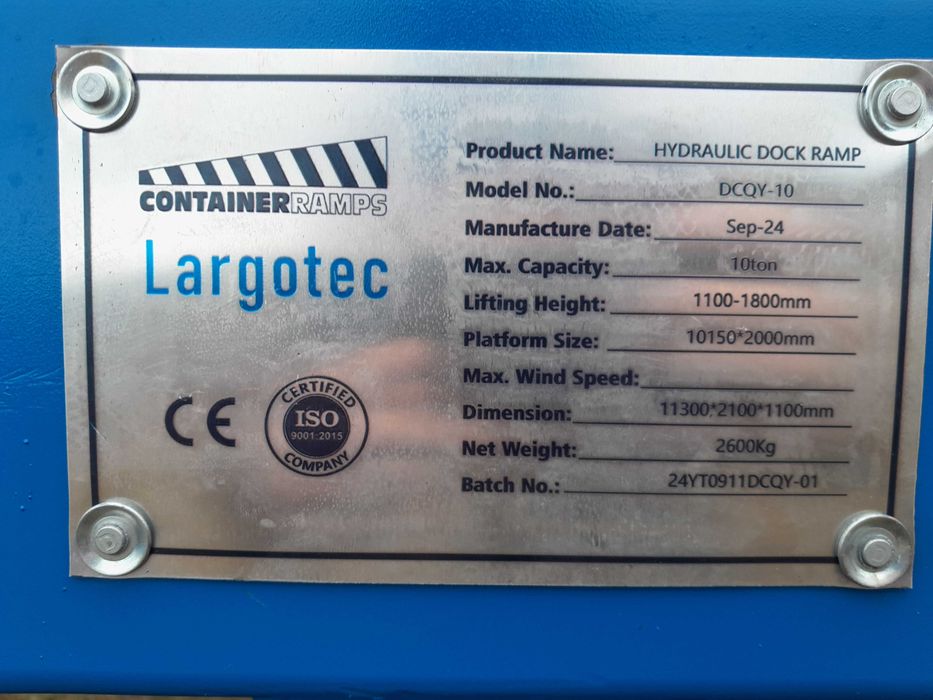 CONTAINERRAMPS
Largotec
CE
CERTIFIED
ISO
9001:2015
COMPANY
Product Name: HYDRAULIC DOCK RAMP
Model No.: DCQY-10
Manufacture Date: Sep-24
Max. Capacity: 10ton
Lifting Height: 1100-1800mm
Platform Size: 10150*2000mm
Max. Wind Speed:
Dimension: 11300*2100*1100mm
Net Weight: 2600Kg
Batch No.: 24YT0911DCQY-01